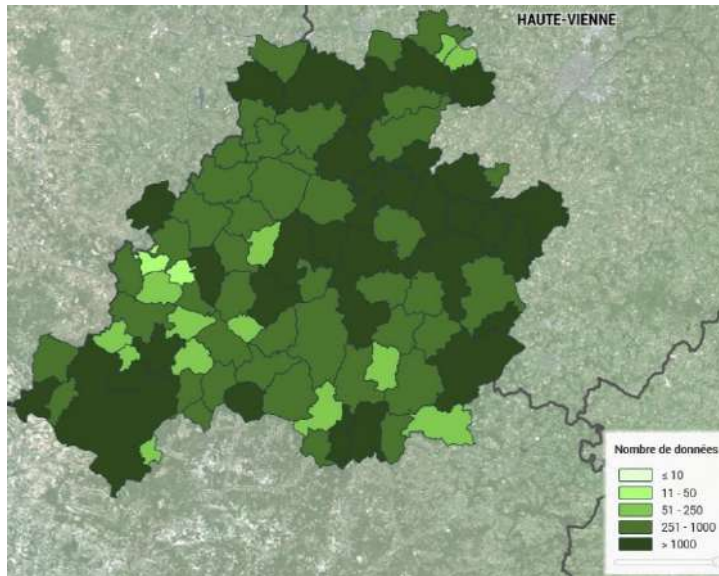 HAUTE-VIENNE
Nombre de données
≤ 10
11 - 50
51 - 250
251 - 1000
> 1000